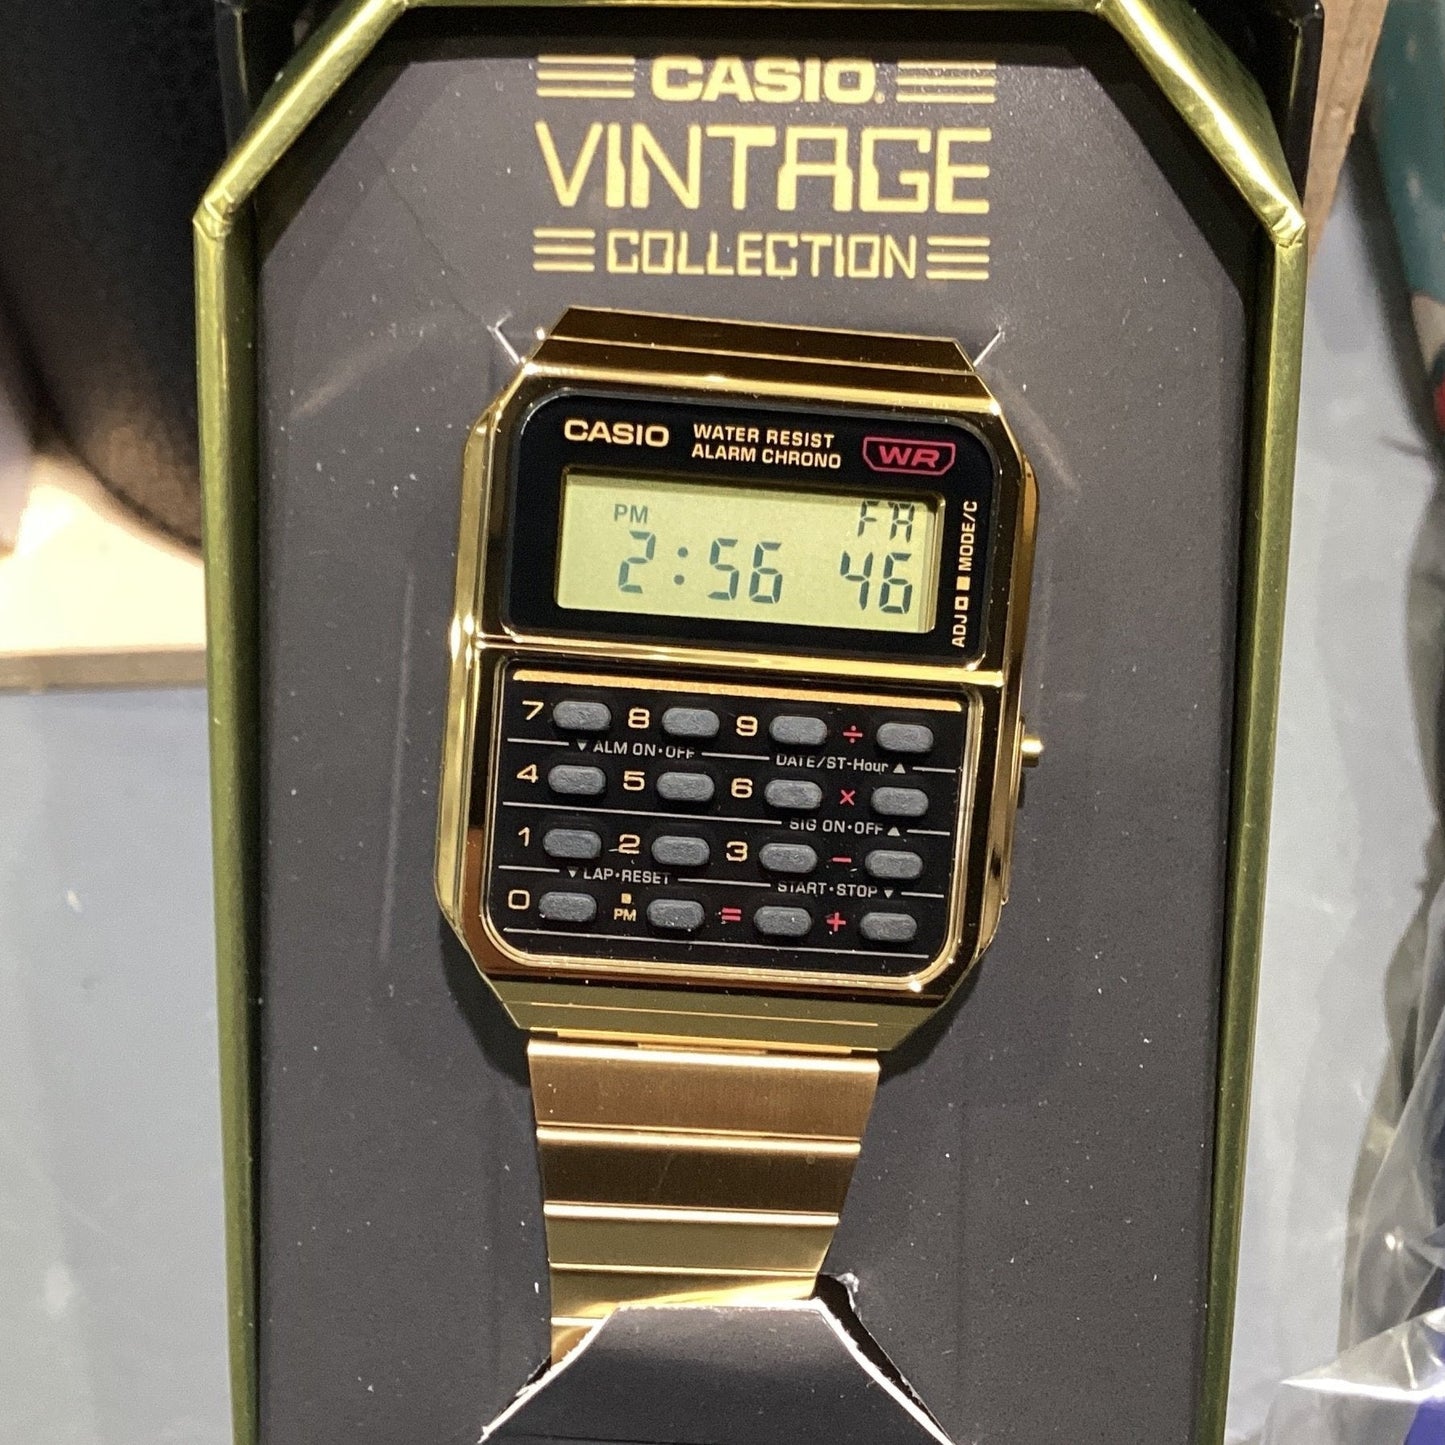 CASIO
VINTAGE
COLLECTION
CASIO WATER RESIST WR
ALARM CHRONO
PM FR
2:56 46
ADJ MODE/C
7 8 9 ÷
▼ ALM ON•OFF DATE/ST-Hour ▲
4 5 6 ×
SIG ON•OFF ▲
1 2 3 −
▼ LAP•RESET START•STOP ▼
0 ▪ PM = +